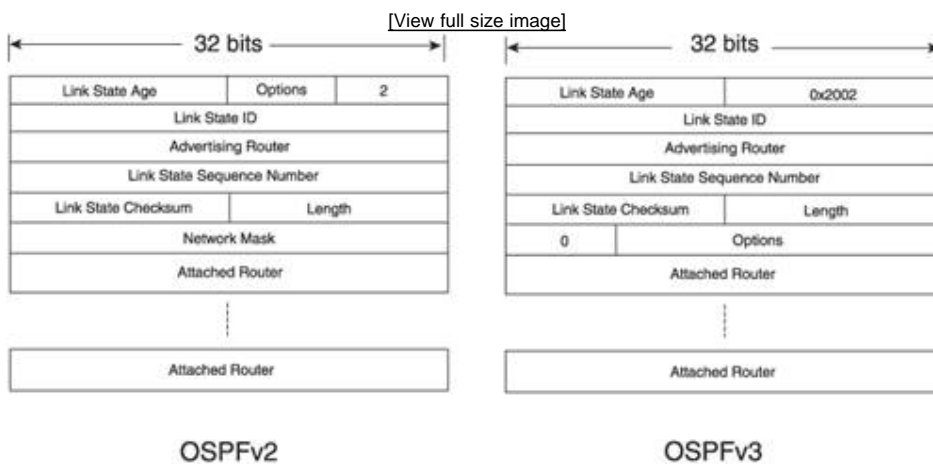 [View full size image]
32 bits
Link State Age Options 2
Link State ID
Advertising Router
Link State Sequence Number
Link State Checksum Length
Network Mask
Attached Router
Attached Router
OSPFv2
32 bits
Link State Age 0x2002
Link State ID
Advertising Router
Link State Sequence Number
Link State Checksum Length
0 Options
Attached Router
Attached Router
OSPFv3